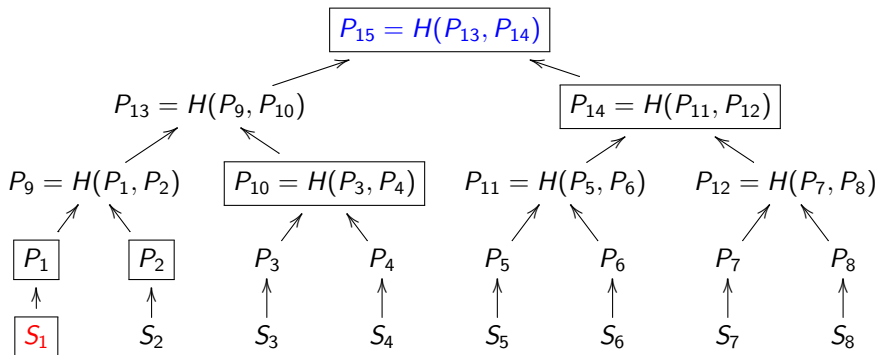 P₁₅ = H(P₁₃, P₁₄)
P₁₃ = H(P₉, P₁₀) P₁₄ = H(P₁₁, P₁₂)
P₉ = H(P₁, P₂) P₁₀ = H(P₃, P₄) P₁₁ = H(P₅, P₆) P₁₂ = H(P₇, P₈)
P₁ P₂ P₃ P₄ P₅ P₆ P₇ P₈
S₁ S₂ S₃ S₄ S₅ S₆ S₇ S₈